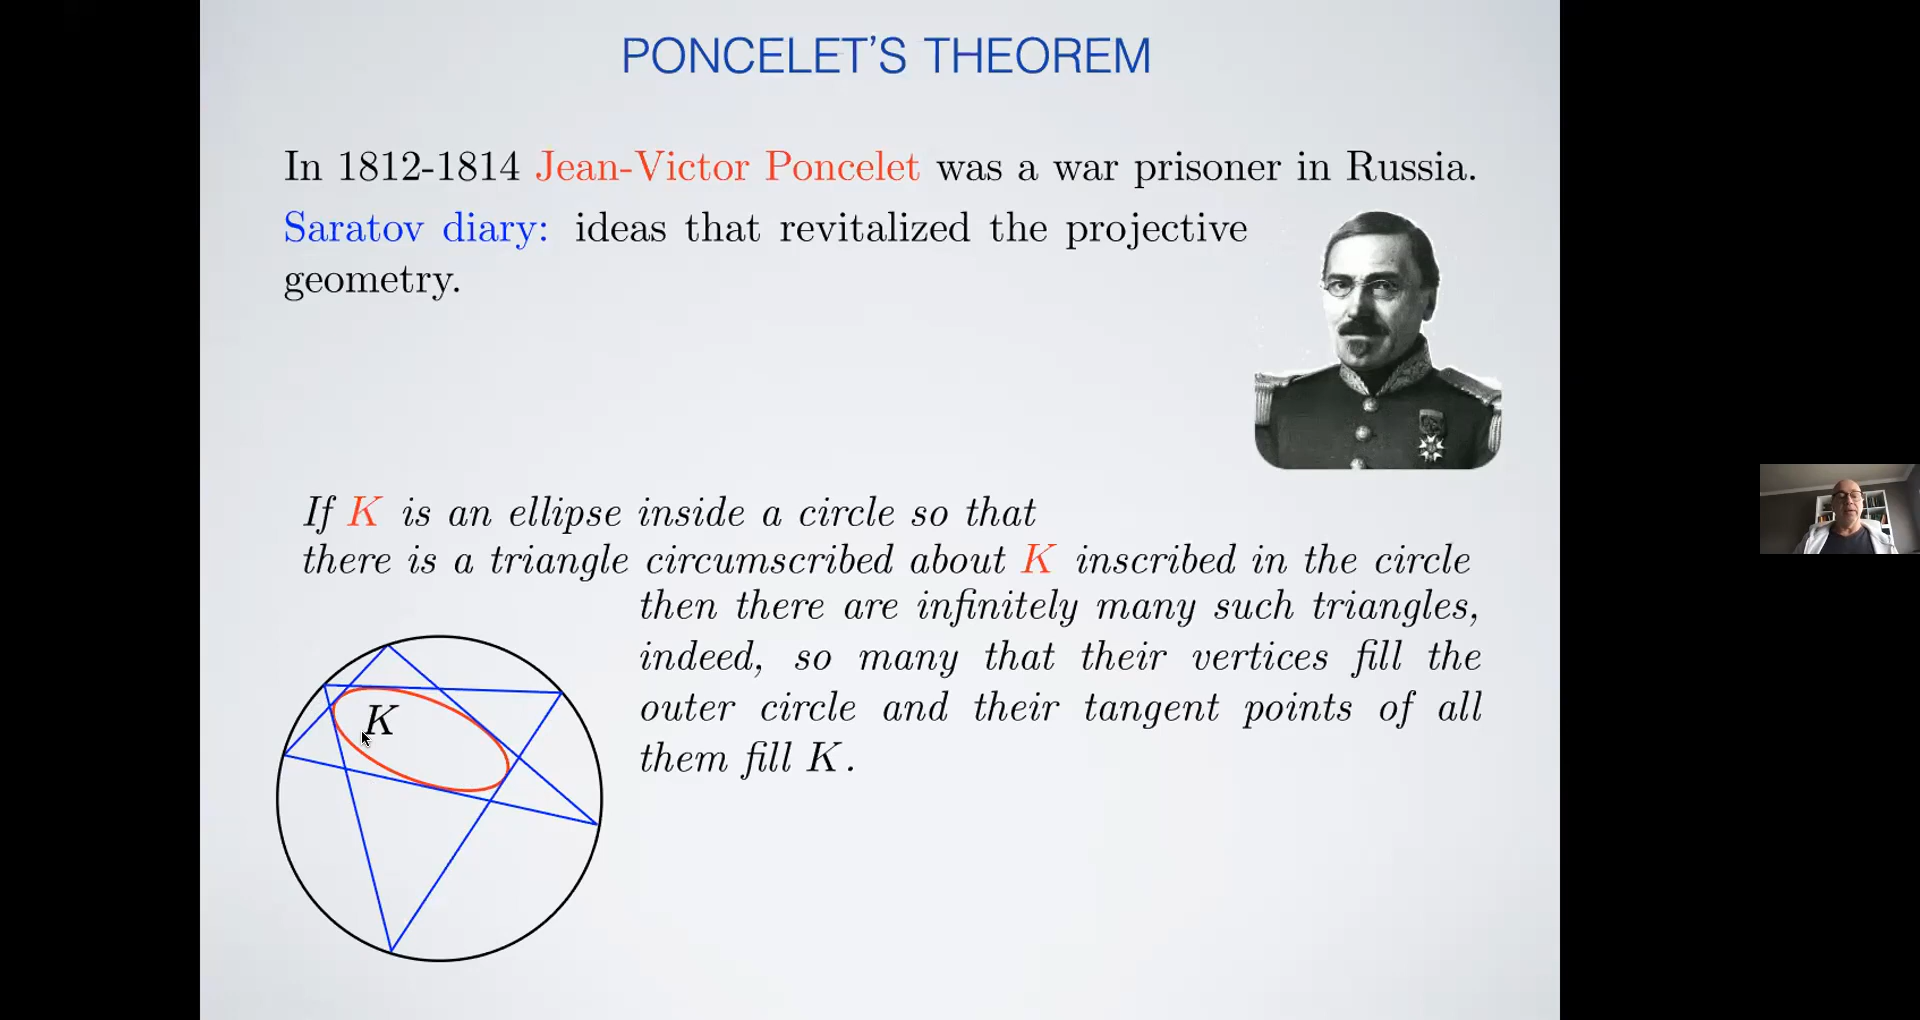 PONCELET'S THEOREM
In 1812-1814 Jean-Victor Poncelet was a war prisoner in Russia.
Saratov diary: ideas that revitalized the projective
geometry.
If K is an ellipse inside a circle so that
there is a triangle circumscribed about K inscribed in the circle
then there are infinitely many such triangles,
indeed, so many that their vertices fill the
outer circle and their tangent points of all
them fill K.
K